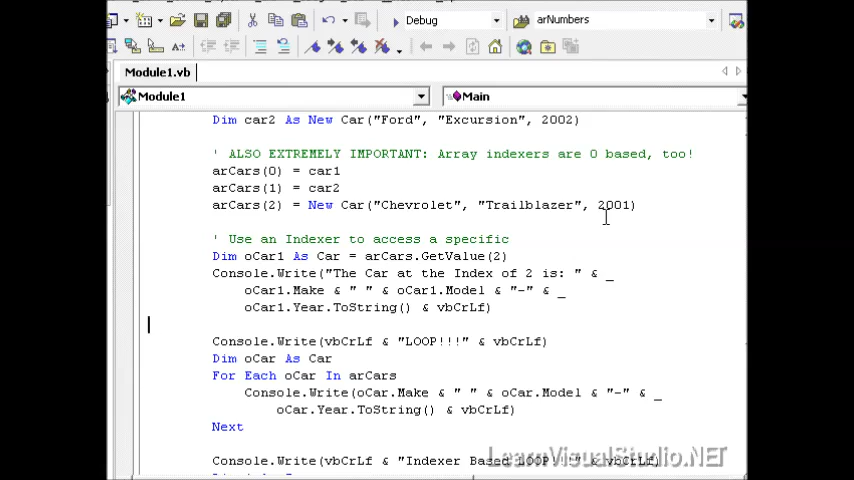 Debug
arNumbers
Module1.vb
Module1
Main
Dim car2 As New Car("Ford", "Excursion", 2002)
' ALSO EXTREMELY IMPORTANT: Array indexers are 0 based, too!
arCars(0) = car1
arCars(1) = car2
arCars(2) = New Car("Chevrolet", "Trailblazer", 2001)
' Use an Indexer to access a specific
Dim oCar1 As Car = arCars.GetValue(2)
Console.Write("The Car at the Index of 2 is: " & _
oCar1.Make & " " & oCar1.Model & "-" & _
oCar1.Year.ToString() & vbCrLf)
Console.Write(vbCrLf & "LOOP!!!" & vbCrLf)
Dim oCar As Car
For Each oCar In arCars
Console.Write(oCar.Make & " " & oCar.Model & "-" & _
oCar.Year.ToString() & vbCrLf)
Next
Console.Write(vbCrLf & "Indexer Based LOOP!!!" & vbCrLf)
LearnVisualStudio.NET